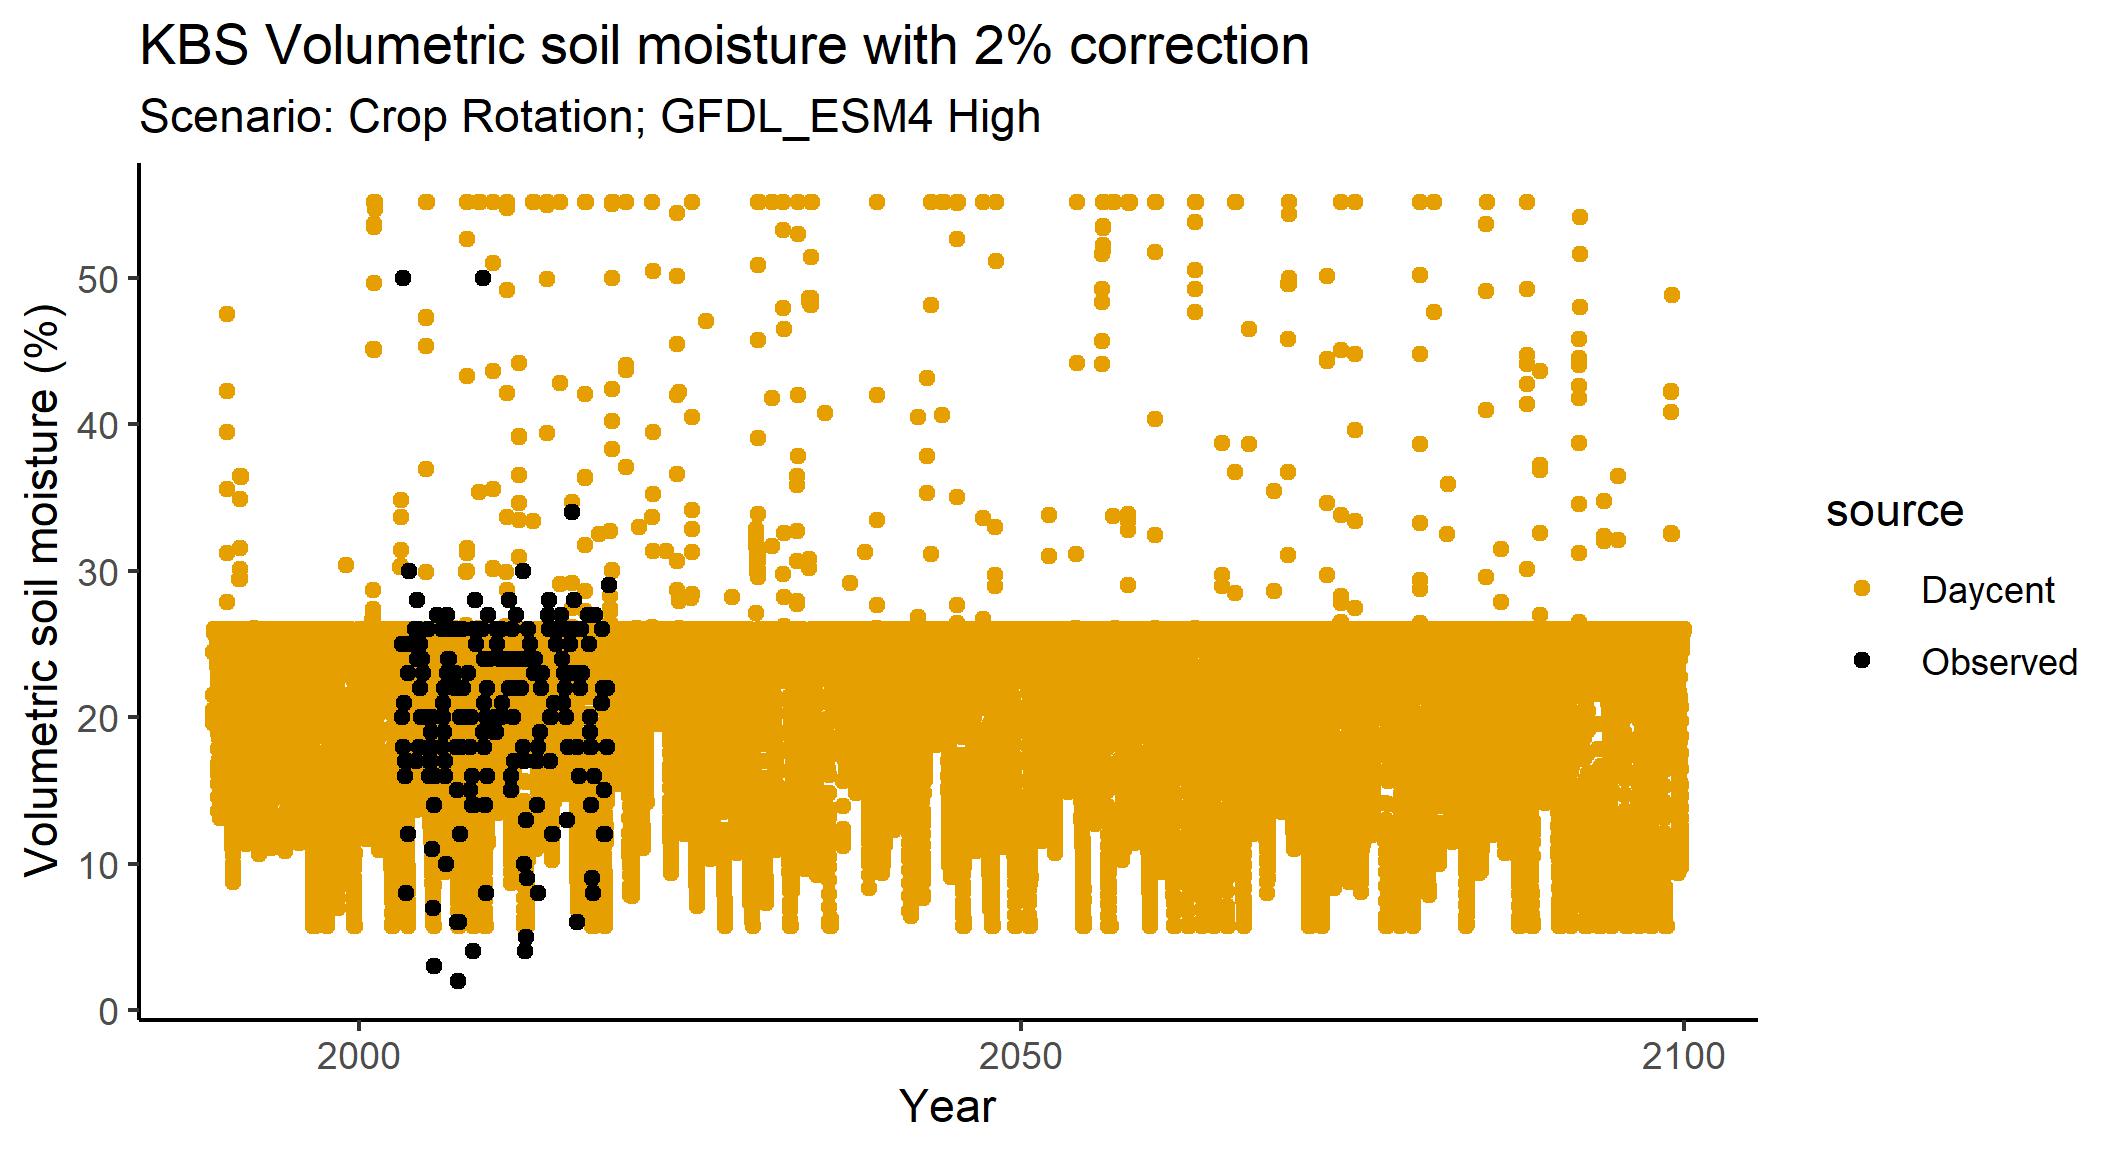 KBS Volumetric soil moisture with 2% correction
Scenario: Crop Rotation; GFDL_ESM4 High
Volumetric soil moisture (%)
50
40
30
20
10
0
2000
2050
2100
Year
source
Daycent
Observed